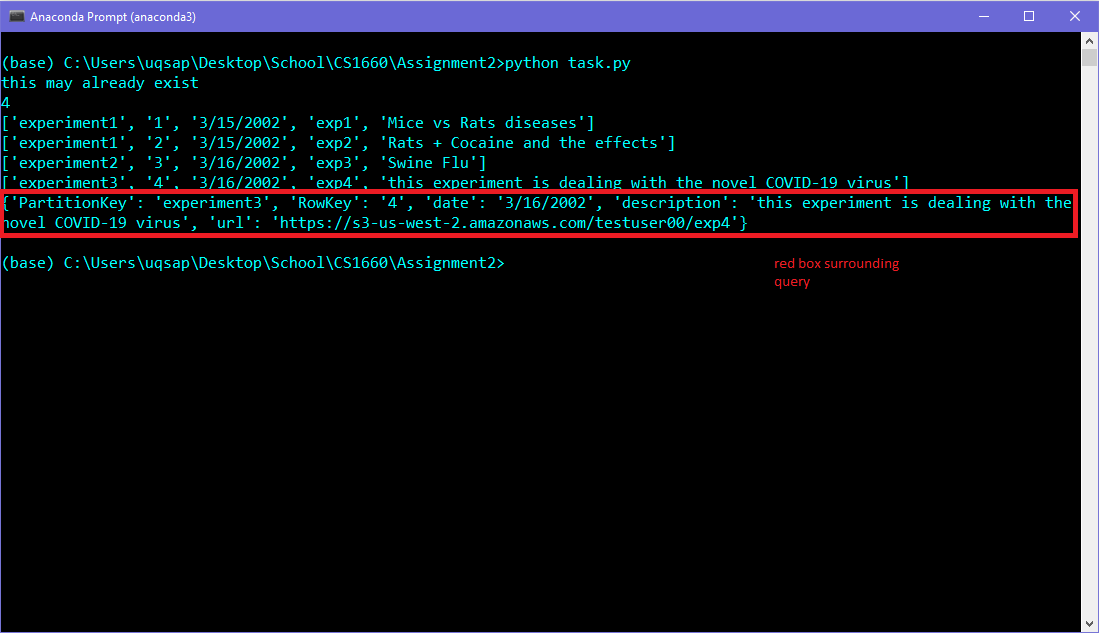 Anaconda Prompt (anaconda3)
(base) C:\Users\uqsap\Desktop\School\CS1660\Assignment2>python task.py
this may already exist
4
['experiment1', '1', '3/15/2002', 'exp1', 'Mice vs Rats diseases']
['experiment1', '2', '3/15/2002', 'exp2', 'Rats + Cocaine and the effects']
['experiment2', '3', '3/16/2002', 'exp3', 'Swine Flu']
['experiment3', '4', '3/16/2002', 'exp4', 'this experiment is dealing with the novel COVID-19 virus']
{'PartitionKey': 'experiment3', 'RowKey': '4', 'date': '3/16/2002', 'description': 'this experiment is dealing with the
novel COVID-19 virus', 'url': 'https://s3-us-west-2.amazonaws.com/testuser00/exp4'}
(base) C:\Users\uqsap\Desktop\School\CS1660\Assignment2>
red box surrounding
query